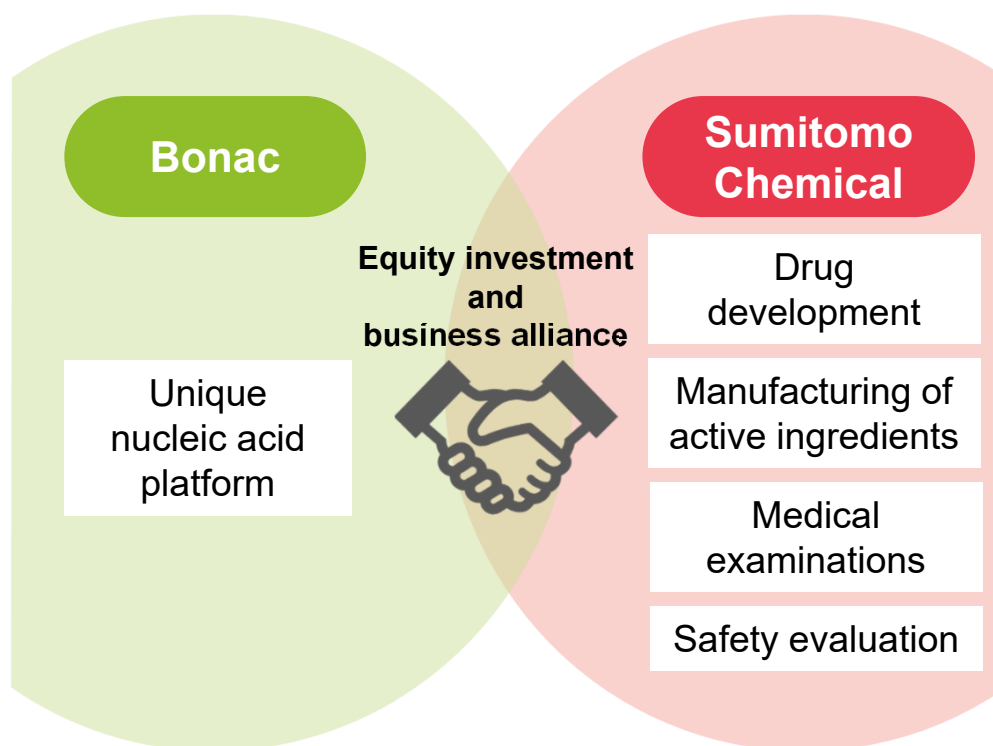 Bonac
Unique
nucleic acid
platform
Equity investment
and
business alliance
Sumitomo
Chemical
Drug
development
Manufacturing of
active ingredients
Medical
examinations
Safety evaluation